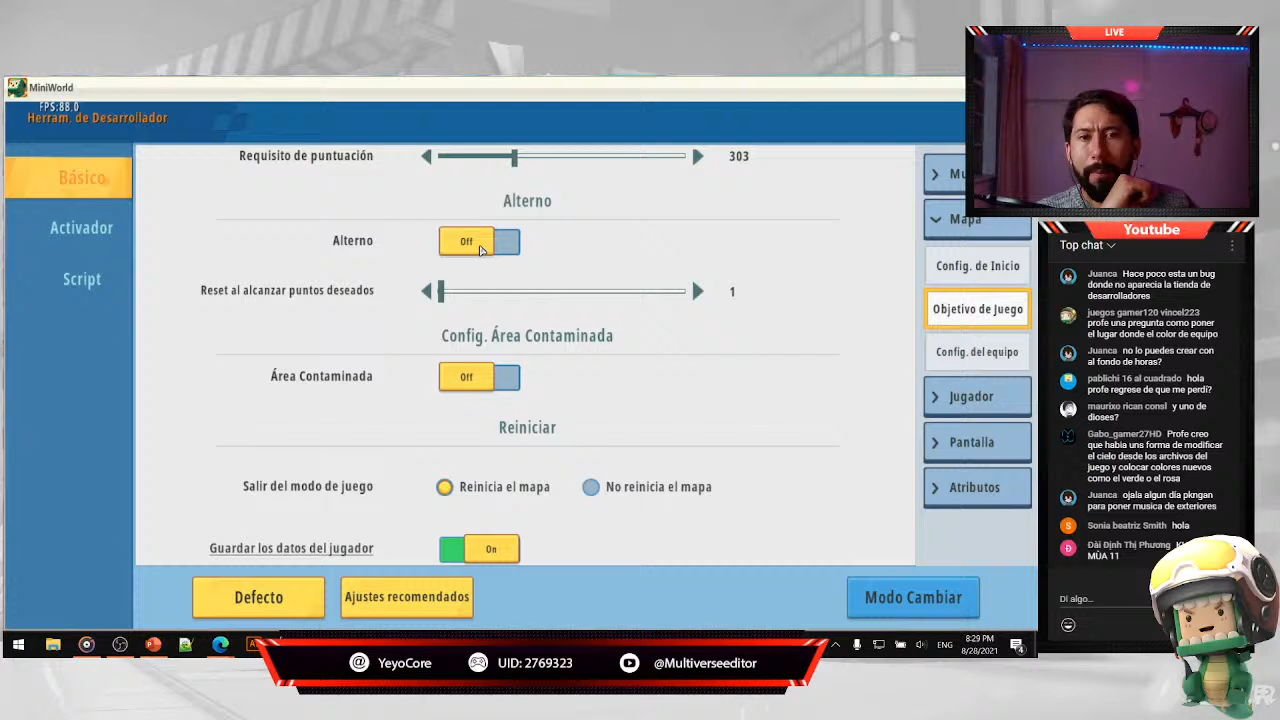 LIVE
MiniWorld
FPS:88.0
Herram. de Desarrollador
Básico
Activador
Script
Requisito de puntuación
303
Alterno
Alterno
Off
Reset al alcanzar puntos deseados
1
Config. Área Contaminada
Área Contaminada
Off
Reiniciar
Salir del modo de juego
Reinicia el mapa
No reinicia el mapa
Guardar los datos del jugador
On
Defecto
Ajustes recomendados
Modo Cambiar
Mapa
Config. de Inicio
Objetivo de Juego
Config. del equipo
Jugador
Pantalla
Atributos
Youtube
Top chat
Juanca Hace poco esta un bug
donde no aparecia la tienda de
desarrolladores
juegos gamer120 vincel223
profe una pregunta como poner
el lugar donde el color de equipo
Juanca no lo puedes crear con
al fondo de horas?
pablichi 16 al cuadrado hola
profe regrese de que me perdí?
maurixo rican consl y uno de
dioses?
Gabo_gamer27HD Profe creo
que habia una forma de modificar
el cielo desde los archivos del
juego y colocar colores nuevos
como el verde o el rosa
Juanca ojala algun día pkngan
para poner musica de exteriores
Sonia beatriz Smith hola
Đài Định Thị Phương
MÙA 11
Di algo...
ENG
8:29 PM
8/28/2021
@ YeyoCore
UID: 2769323
@Multiverseeditor